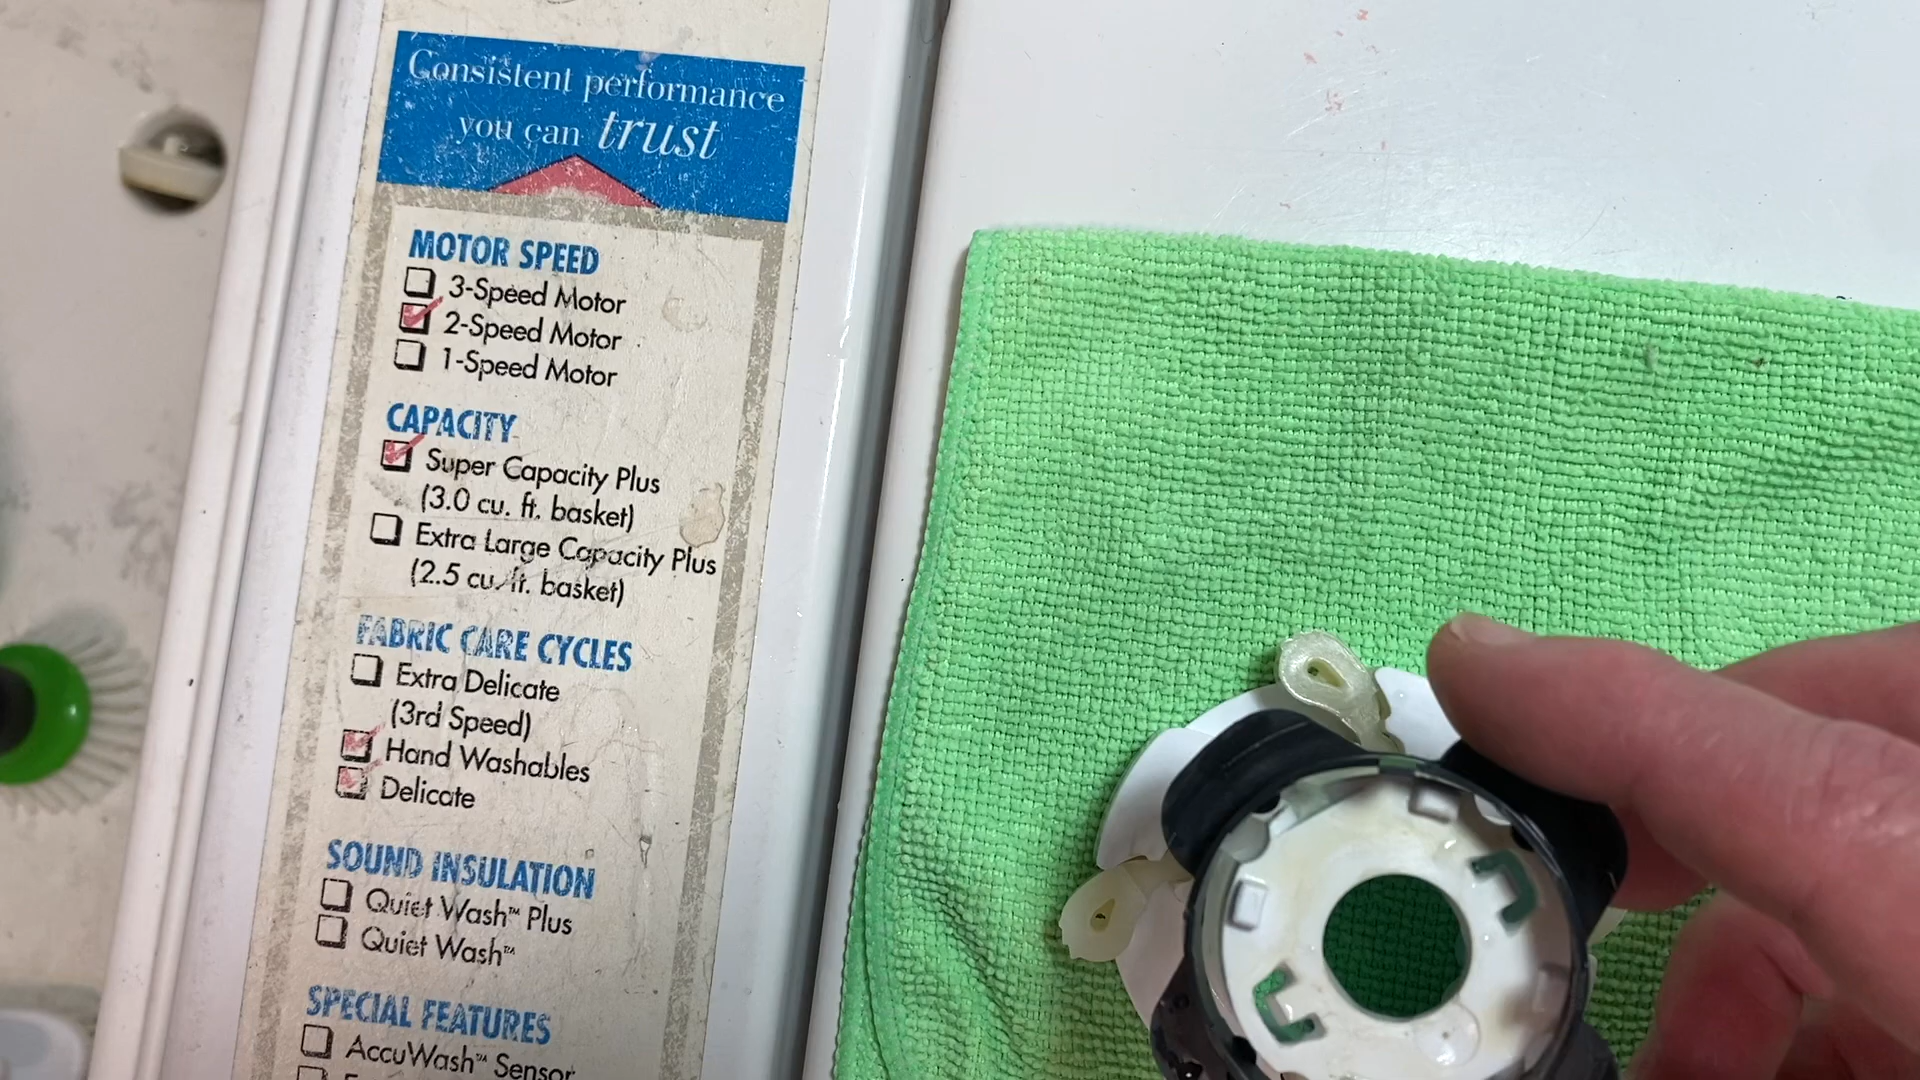 Consistent performance
you can trust
MOTOR SPEED
3-Speed Motor
2-Speed Motor
1-Speed Motor
CAPACITY
Super Capacity Plus
(3.0 cu. ft. basket)
Extra Large Capacity Plus
(2.5 cu. ft. basket)
FABRIC CARE CYCLES
Extra Delicate
(3rd Speed)
Hand Washables
Delicate
SOUND INSULATION
Quiet Wash™ Plus
Quiet Wash™
SPECIAL FEATURES
AccuWash™ Sensor